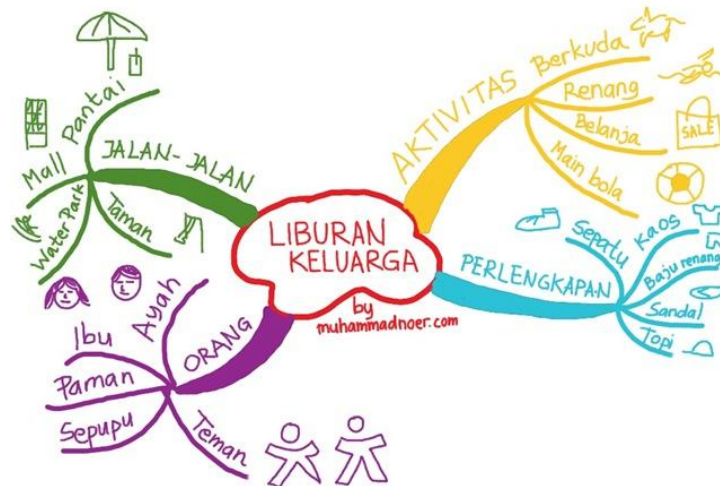 LIBURAN
KELUARGA
by
muhammadnoer.com
AKTIVITAS
Berkuda
Renang
Belanja
SALE
Main bola
PERLENGKAPAN
Sepatu
Kaos
Baju renang
Sandal
Topi
ORANG
Ayah
Ibu
Paman
Sepupu
Teman
JALAN-JALAN
Pantai
Mall
Water Park
Taman